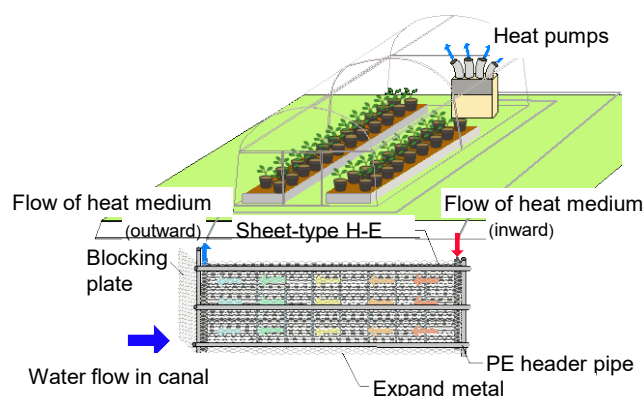 Heat pumps
Flow of heat medium
(outward)
Flow of heat medium
(inward)
Sheet-type H-E
Blocking
plate
Water flow in canal
PE header pipe
Expand metal